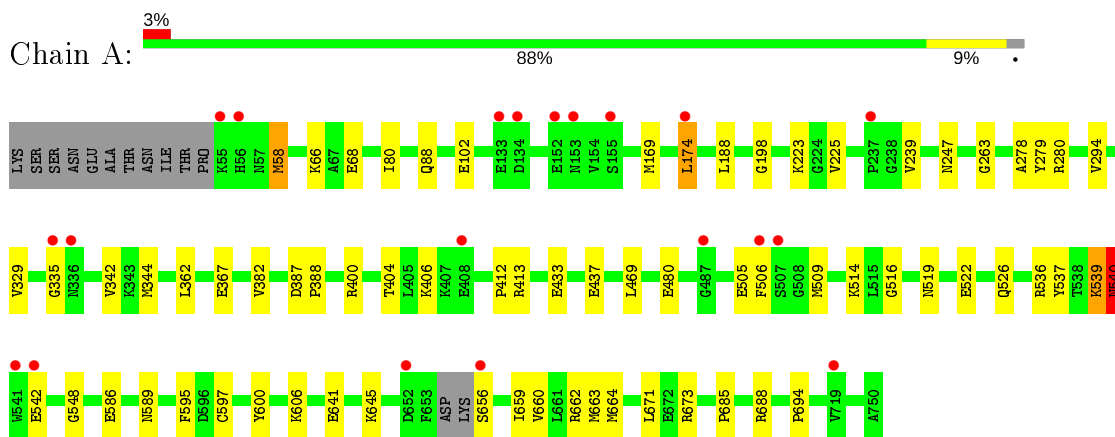 3%
Chain A:
88% 9% •
LYS SER SER ASN GLU ALA THR ASN ILE THR PRO K55 H56 N57 M58 K66 A67 E68 I80 Q88 E102 E133 D134 E152 N153 V154 S155 M169 L174 L188 G198 K223 G224 V225 P237 G238 V239 N247 G263 A278 Y279 R280 V294
V329 G335 N336 V342 K343 M344 L362 E367 V382 D387 P388 R400 T404 L405 K406 K407 E408 P412 R413 E433 E437 L469 E480 G487 E505 F506 S507 G508 M509 K514 L515 G516 N519 E522 Q526 R536 Y537 T538 K539 N540
W541 E542 G548 E586 N589 F595 D596 C597 Y600 K606 E641 K645 D652 F653 ASP LYS S656 I659 V660 L661 R662 M663 M664 L671 E672 R673 P685 R688 P694 V719 A750